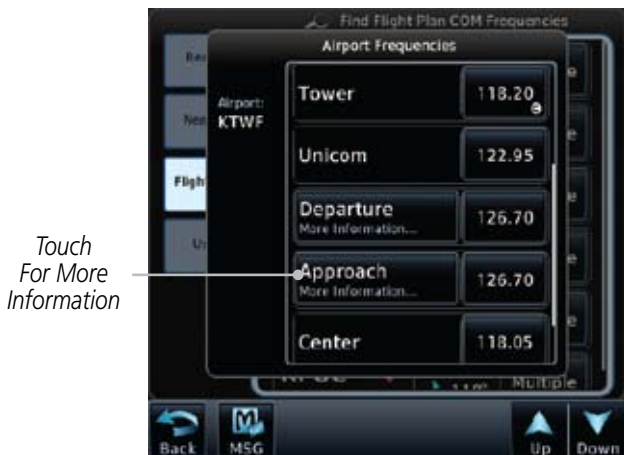 Find Flight Plan COM Frequencies
Airport Frequencies
Airport:
KTWF
Tower
118.20
Unicom
122.95
Departure
More Information...
126.70
Approach
More Information...
126.70
Center
118.05
Touch
For More
Information
Multiple
Back
MSG
Up
Down